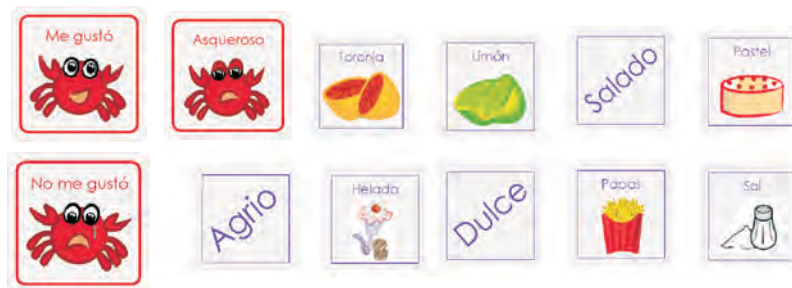 Me gustó
Asqueroso
Toronja
Limón
Salado
Pastel
No me gustó
Agrio
Helado
Dulce
Papas
Sal